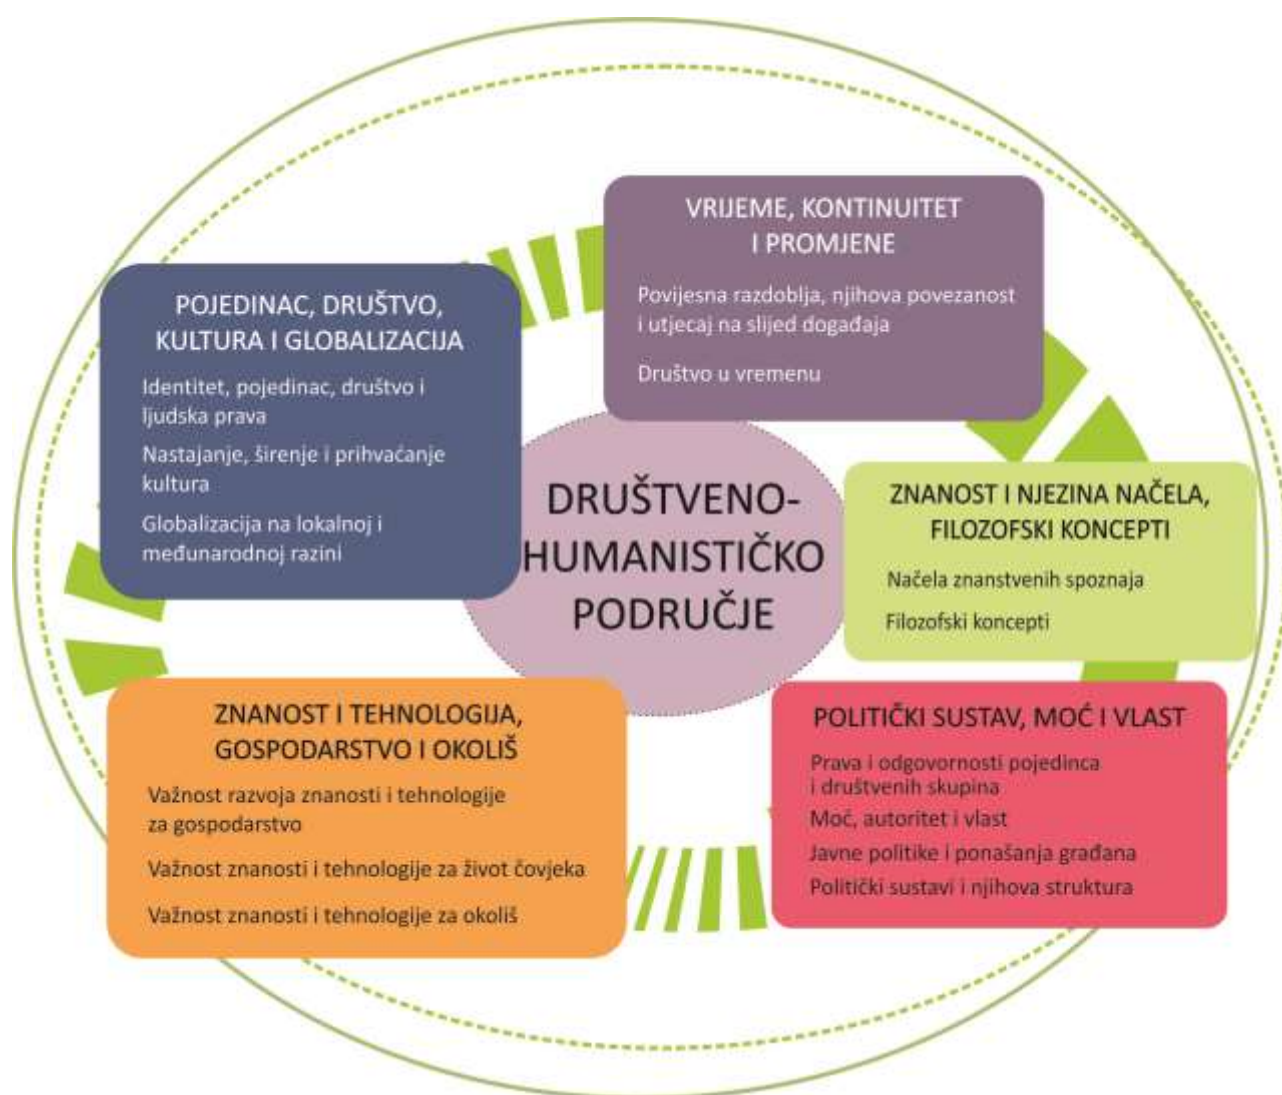 VRIJEME, KONTINUITET
I PROMJENE
Povijesna razdoblja, njihova povezanost
i utjecaj na slijed događaja
Društvo u vremenu
POJEDINAC, DRUŠTVO,
KULTURA I GLOBALIZACIJA
Identitet, pojedinac, društvo i
ljudska prava
Nastajanje, širenje i prihvaćanje
kultura
Globalizacija na lokalnoj i
međunarodnoj razini
DRUŠTVENO-
HUMANISTIČKO
PODRUČJE
ZNANOST I NJEZINA NAČELA,
FILOZOFSKI KONCEPTI
Načela znanstvenih spoznaja
Filozofski koncepti
ZNANOST I TEHNOLOGIJA,
GOSPODARSTVO I OKOLIŠ
Važnost razvoja znanosti i tehnologije
za gospodarstvo
Važnost znanosti i tehnologije za život čovjeka
Važnost znanosti i tehnologije za okoliš
POLITIČKI SUSTAV, MOĆ I VLAST
Prava i odgovornosti pojedinca
i društvenih skupina
Moć, autoritet i vlast
Javne politike i ponašanja građana
Politički sustavi i njihova struktura